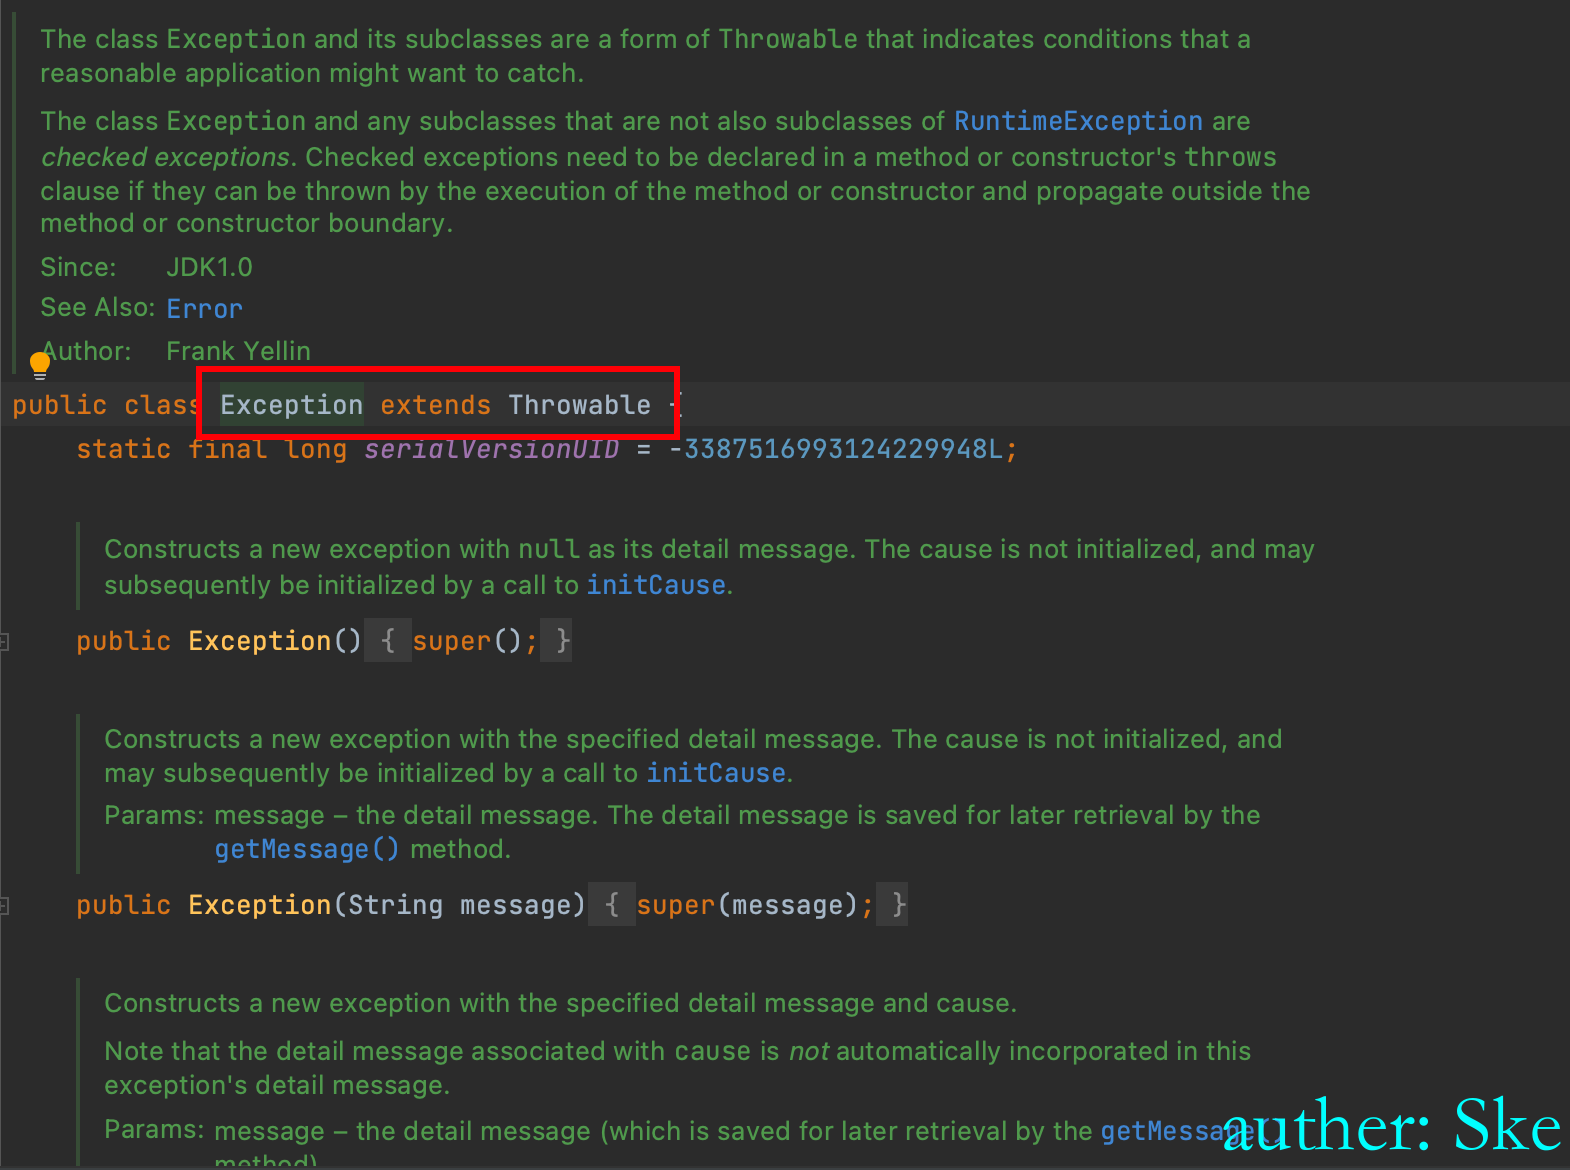 The class Exception and its subclasses are a form of Throwable that indicates conditions that a
reasonable application might want to catch.
The class Exception and any subclasses that are not also subclasses of RuntimeException are
checked exceptions. Checked exceptions need to be declared in a method or constructor's throws
clause if they can be thrown by the execution of the method or constructor and propagate outside the
method or constructor boundary.
Since: JDK1.0
See Also: Error
Author: Frank Yellin
public class Exception extends Throwable {
static final long serialVersionUID = -3387516993124229948L;
Constructs a new exception with null as its detail message. The cause is not initialized, and may
subsequently be initialized by a call to initCause.
public Exception() { super(); }
Constructs a new exception with the specified detail message. The cause is not initialized, and
may subsequently be initialized by a call to initCause.
Params: message – the detail message. The detail message is saved for later retrieval by the
getMessage() method.
public Exception(String message) { super(message); }
Constructs a new exception with the specified detail message and cause.
Note that the detail message associated with cause is not automatically incorporated in this
exception's detail message.
Params: message – the detail message (which is saved for later retrieval by the getMessage()
method)
auther: Ske